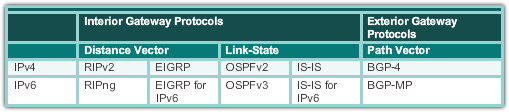 Interior Gateway Protocols Exterior Gateway
Protocols
Distance Vector Link-State Path Vector
IPv4 RIPv2 EIGRP OSPFv2 IS-IS BGP-4
IPv6 RIPng EIGRP for OSPFv3 IS-IS for BGP-MP
IPv6 IPv6